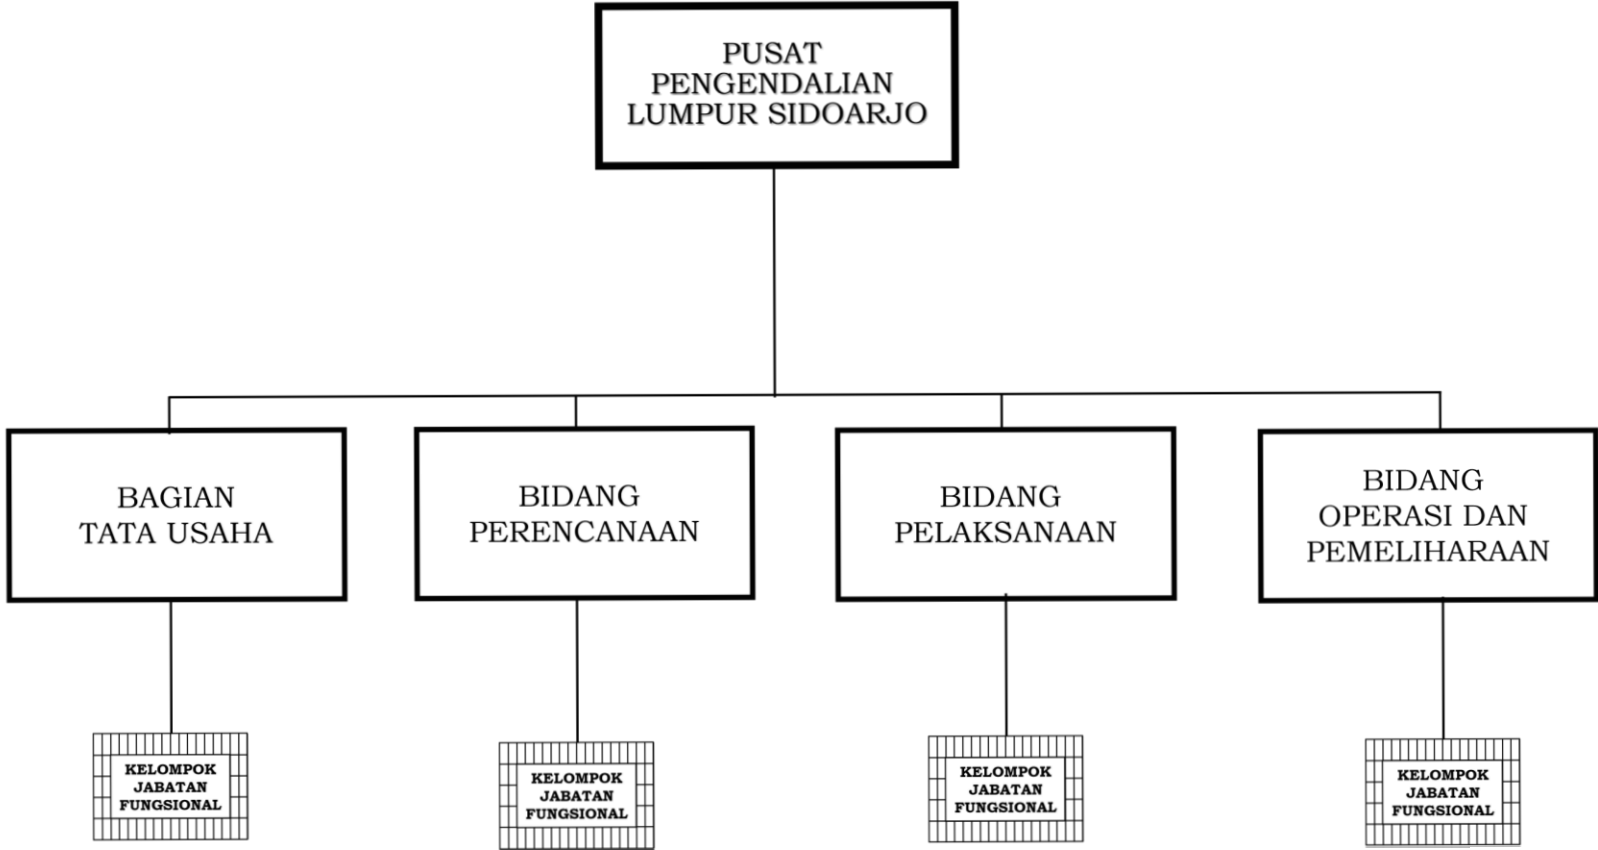 PUSAT
PENGENDALIAN
LUMPUR SIDOARJO
BAGIAN
TATA USAHA
BIDANG
PERENCANAAN
BIDANG
PELAKSANAAN
BIDANG
OPERASI DAN
PEMELIHARAAN
KELOMPOK
JABATAN
FUNGSIONAL
KELOMPOK
JABATAN
FUNGSIONAL
KELOMPOK
JABATAN
FUNGSIONAL
KELOMPOK
JABATAN
FUNGSIONAL